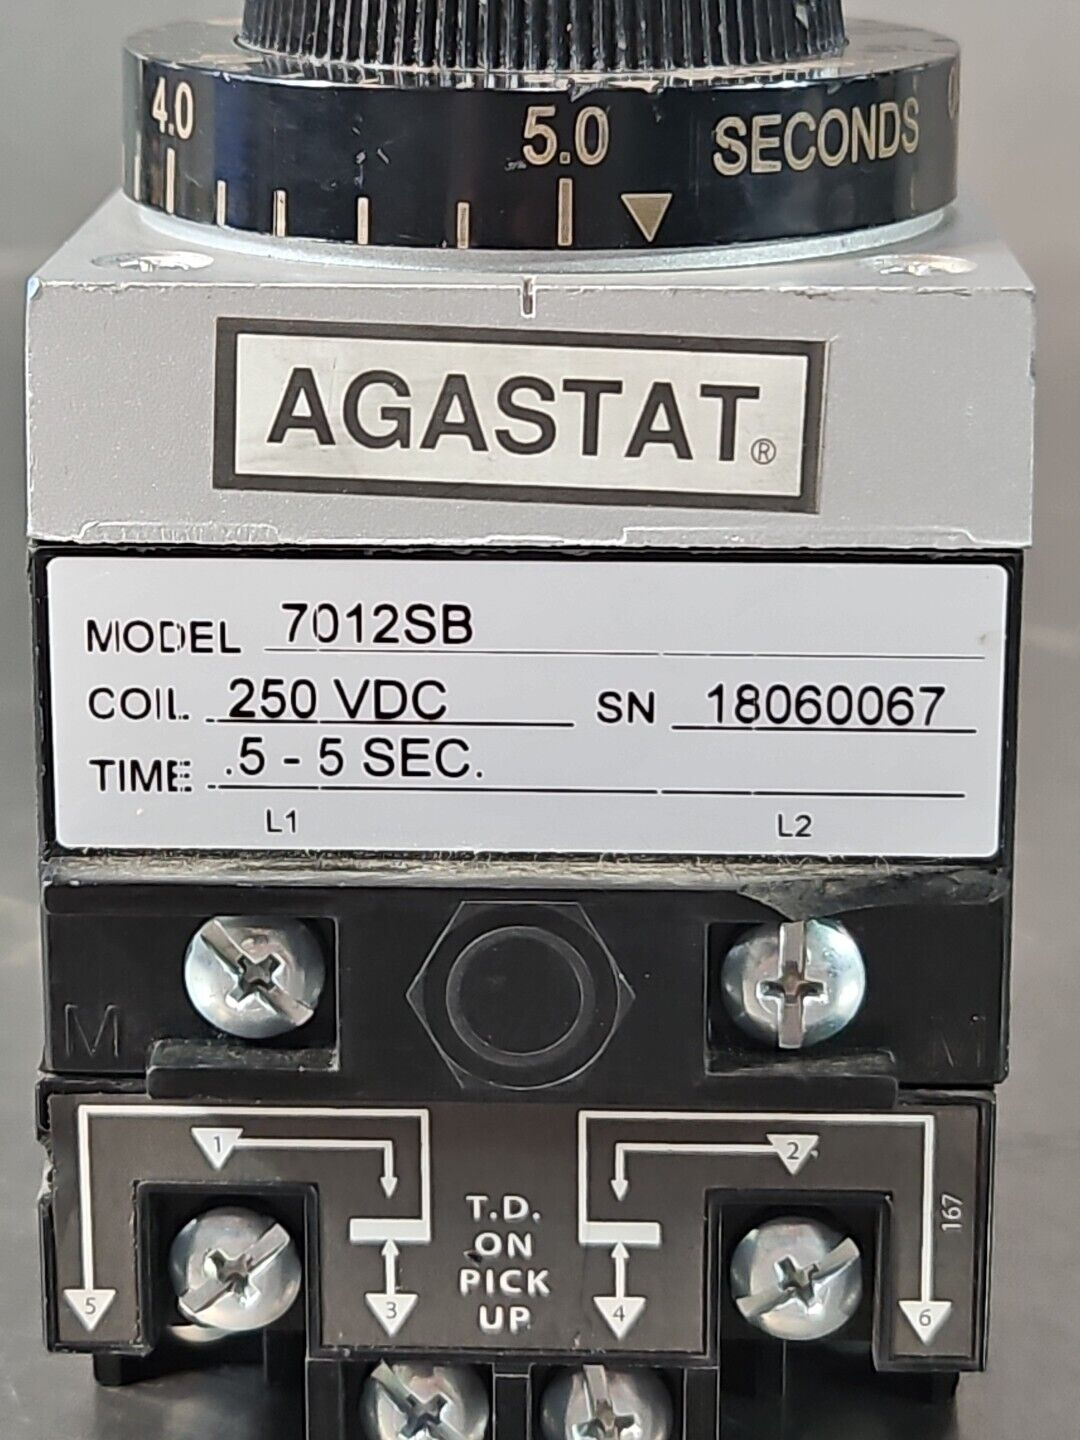 4.0 5.0 SECONDS
AGASTAT®
MODEL 7012SB
COIL 250 VDC SN 18060067
TIME .5 - 5 SEC.
L1 L2
M
1 2
T.D.
ON
PICK
UP
167
5 3 4 6